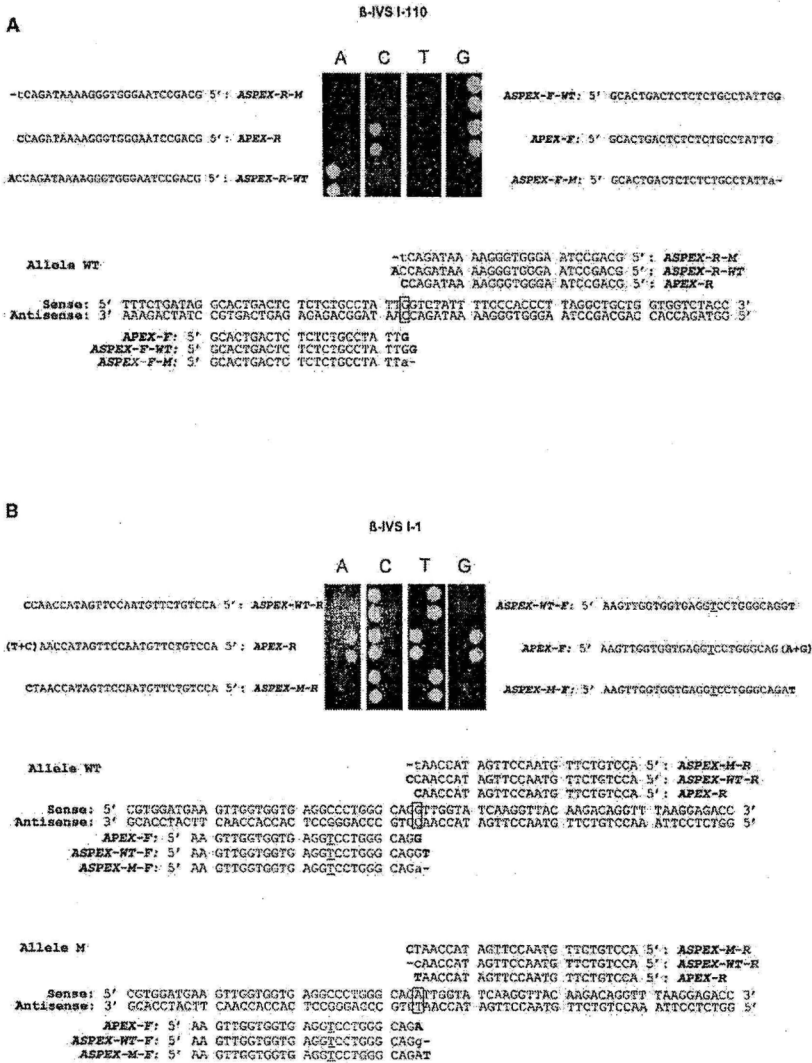 ß-IVS I-110
A
A C T G
-tCAGATAAAAGGGTGGGAATCCGACG 5': ASPEX-R-M
ASPEX-F-WT: 5' GCACTGACTCTCTCTGCCTATTGG
CCAGATAAAAGGGTGGGAATCCGACG 5': APEX-R
APEX-F: 5' GCACTGACTCTCTCTGCCTATTG
ACCAGATAAAAGGGTGGGAATCCGACG 5': ASPEX-R-WT
ASPEX-F-M: 5' GCACTGACTCTCTCTGCCTATTa-
Allele WT
-tCAGATAA AAGGGTGGGA ATCCGACG 5': ASPEX-R-M
ACCAGATAA AAGGGTGGGA ATCCGACG 5': ASPEX-R-WT
CCAGATAA AAGGGTGGGA ATCCGACG 5': APEX-R
Sense: 5' TTTCTGATAG GCACTGACTC TCTCTGCCTA TTGGTCTATT TTCCCACCCT TAGGCTGCTG GTGGTCTACC 3'
Antisense: 3' AAAGACTATC CGTGACTGAG AGAGACGGAT AACCAGATAA AAGGGTGGGA ATCCGACGAC CACCAGATGG 5'
APEX-F: 5' GCACTGACTC TCTCTGCCTA TTG
ASPEX-F-WT: 5' GCACTGACTC TCTCTGCCTA TTGG
ASPEX-F-M: 5' GCACTGACTC TCTCTGCCTA TTa-
B
ß-IVS I-1
A C T G
CCAACCATAGTTCCAATGTTCTGTCCA 5': ASPEX-WT-R
ASPEX-WT-F: 5' AAGTTGGTGGTGAGGTCCTGGGCAGGT
(T+C)AACCATAGTTCCAATGTTCTGTCCA 5': APEX-R
APEX-F: 5' AAGTTGGTGGTGAGGTCCTGGGCAG(A+G)
CTAACCATAGTTCCAATGTTCTGTCCA 5': ASPEX-M-R
ASPEX-M-F: 5' AAGTTGGTGGTGAGGTCCTGGGCAGAT
Allele WT
-tAACCAT AGTTCCAATG TTCTGTCCA 5': ASPEX-M-R
CCAACCAT AGTTCCAATG TTCTGTCCA 5': ASPEX-WT-R
CAACCAT AGTTCCAATG TTCTGTCCA 5': APEX-R
Sense: 5' CGTGGATGAA GTTGGTGGTG AGGCCCTGGG CAGGTTGGTA TCAAGGTTAC AAGACAGGTT TAAGGAGACC 3'
Antisense: 3' GCACCTACTT CAACCACCAC TCCGGGACCC GTCCAACCAT AGTTCCAATG TTCTGTCCAA ATTCCTCTGG 5'
APEX-F: 5' AA GTTGGTGGTG AGGTCCTGGG CAGG
ASPEX-WT-F: 5' AA GTTGGTGGTG AGGTCCTGGG CAGGT
ASPEX-M-F: 5' AA GTTGGTGGTG AGGTCCTGGG CAGa-
Allele M
CTAACCAT AGTTCCAATG TTCTGTCCA 5': ASPEX-M-R
-cAACCAT AGTTCCAATG TTCTGTCCA 5': ASPEX-WT-R
TAACCAT AGTTCCAATG TTCTGTCCA 5': APEX-R
Sense: 5' CGTGGATGAA GTTGGTGGTG AGGCCCTGGG CAGATTGGTA TCAAGGTTAC AAGACAGGTT TAAGGAGACC 3'
Antisense: 3' GCACCTACTT CAACCACCAC TCCGGGACCC GTCTAACCAT AGTTCCAATG TTCTGTCCAA ATTCCTCTGG 5'
APEX-F: 5' AA GTTGGTGGTG AGGTCCTGGG CAGA
ASPEX-WT-F: 5' AA GTTGGTGGTG AGGTCCTGGG CAGg-
ASPEX-M-F: 5' AA GTTGGTGGTG AGGTCCTGGG CAGAT